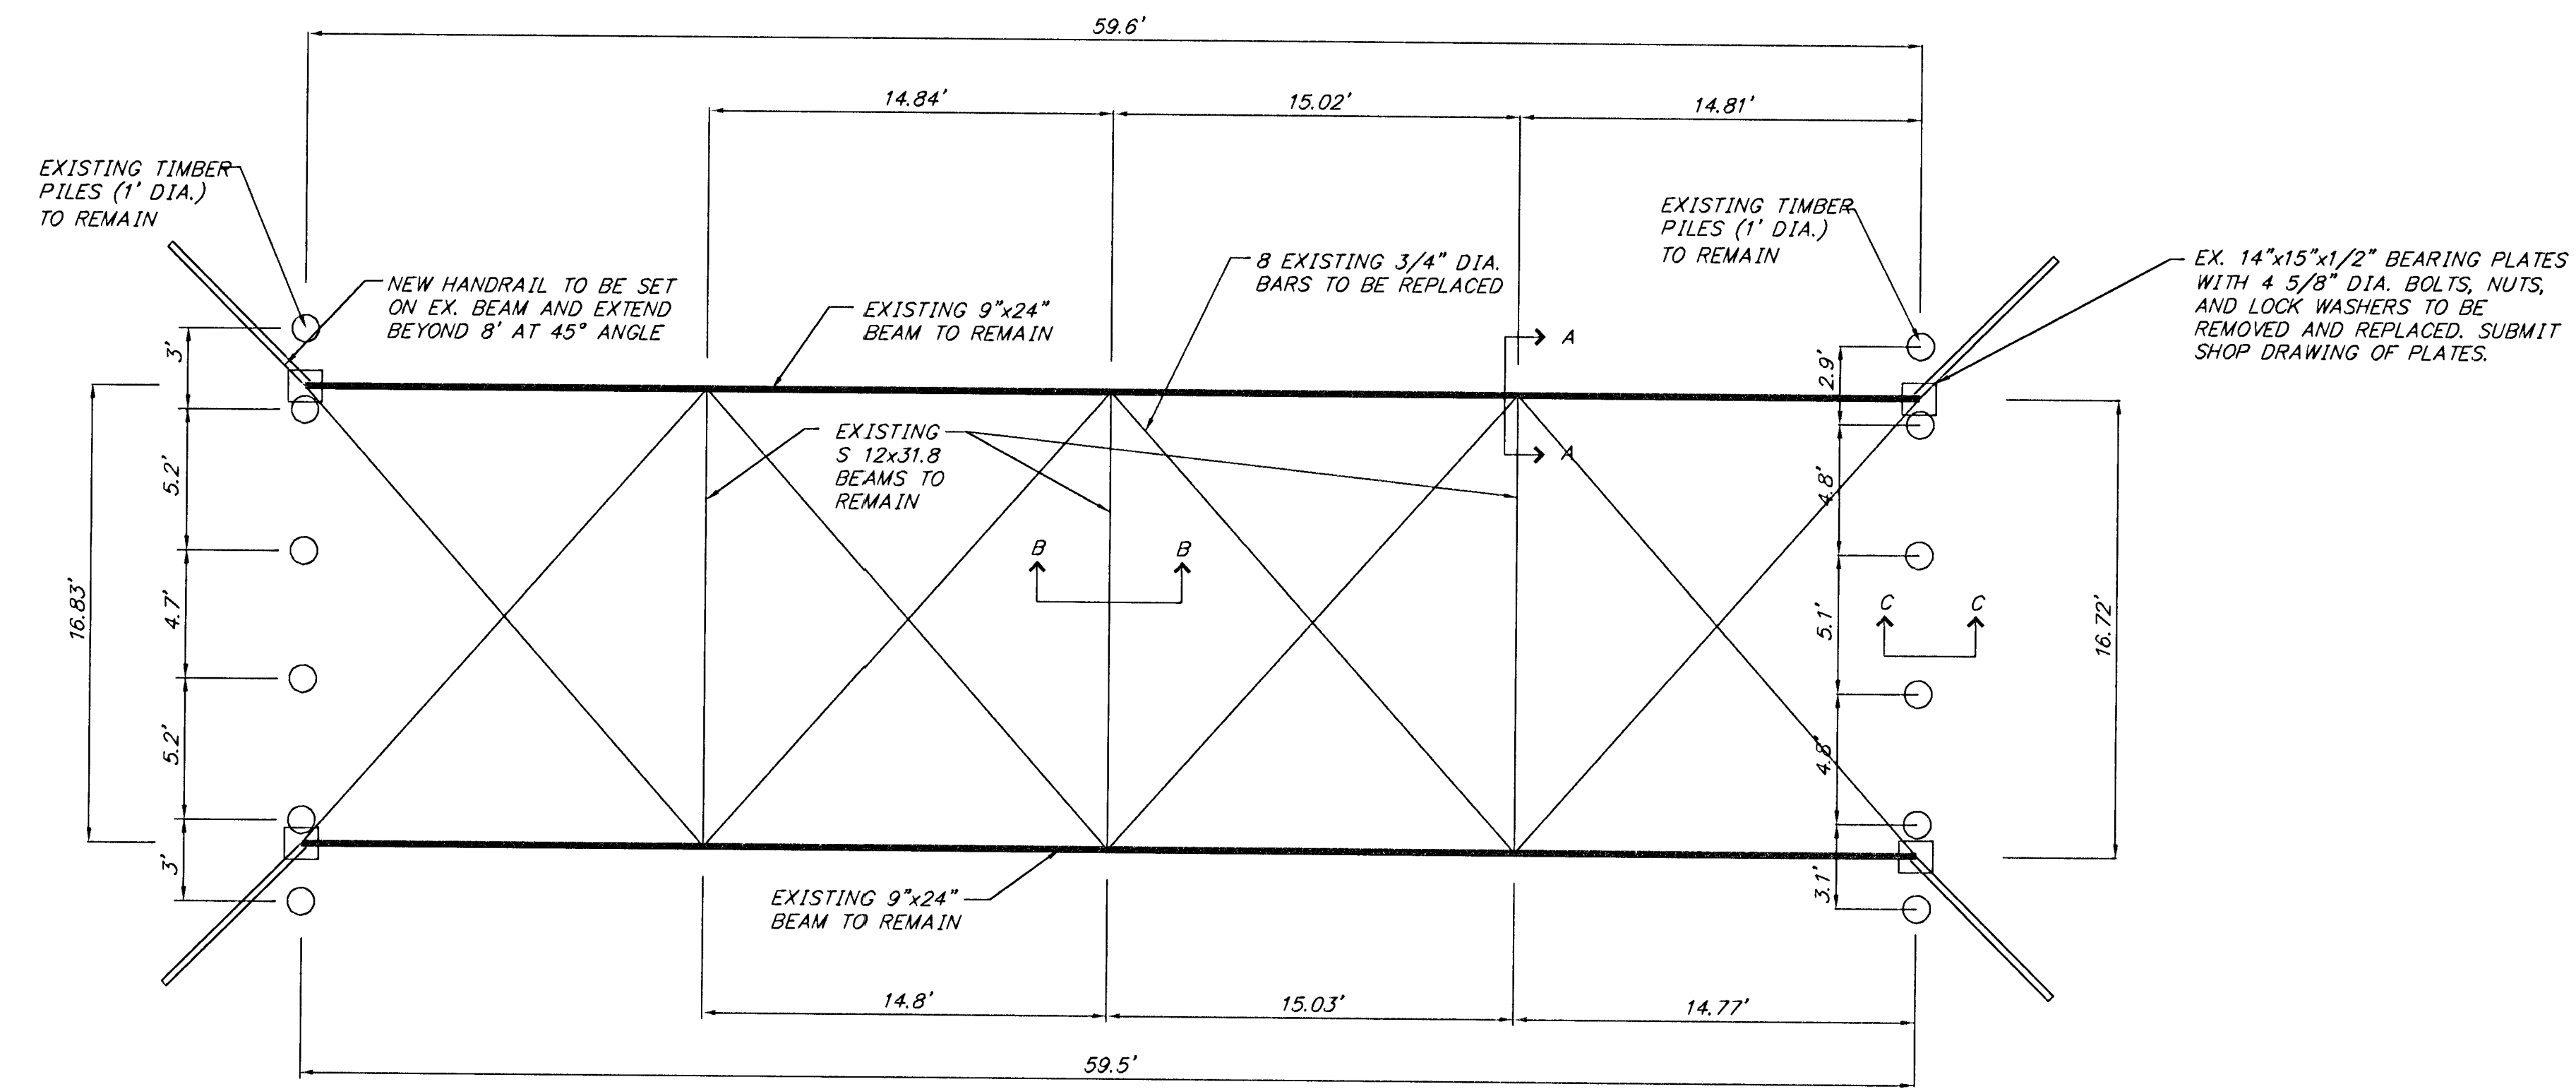 59.6'
14.84'
15.02'
14.81'
EXISTING TIMBER
PILES (1' DIA.)
TO REMAIN
EXISTING TIMBER
PILES (1' DIA.)
TO REMAIN
NEW HANDRAIL TO BE SET
ON EX. BEAM AND EXTEND
BEYOND 8' AT 45° ANGLE
EXISTING 9"x24"
BEAM TO REMAIN
8 EXISTING 3/4" DIA.
BARS TO BE REPLACED
EX. 14"x15"x1/2" BEARING PLATES
WITH 4 5/8" DIA. BOLTS, NUTS,
AND LOCK WASHERS TO BE
REMOVED AND REPLACED. SUBMIT
SHOP DRAWING OF PLATES.
A
A
3'
5.2'
4.7'
5.2'
3'
16.83'
EXISTING
S 12x31.8
BEAMS TO
REMAIN
B
B
C
C
2.9'
4.8'
5.1'
4.8'
3.1'
16.72'
EXISTING 9"x24"
BEAM TO REMAIN
14.8'
15.03'
14.77'
59.5'